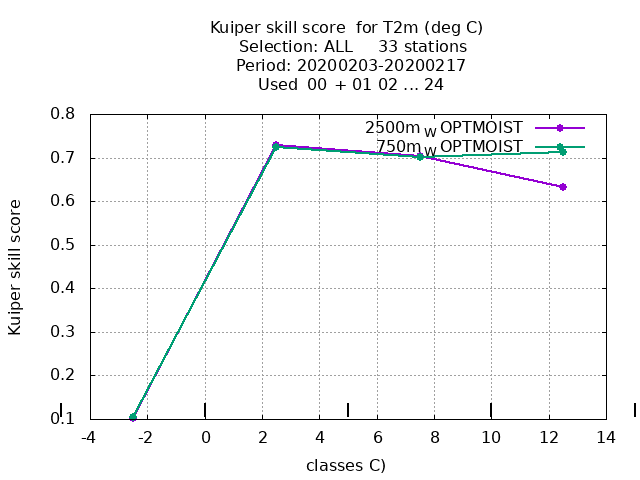 Kuiper skill score for T2m (deg C)
Selection: ALL 33 stations
Period: 20200203-20200217
Used 00 + 01 02 ... 24
2500m W OPTMOIST
750m W OPTMOIST
Kuiper skill score
0.8
0.7
0.6
0.5
0.4
0.3
0.2
0.1
-4 -2 0 2 4 6 8 10 12 14
classes C)